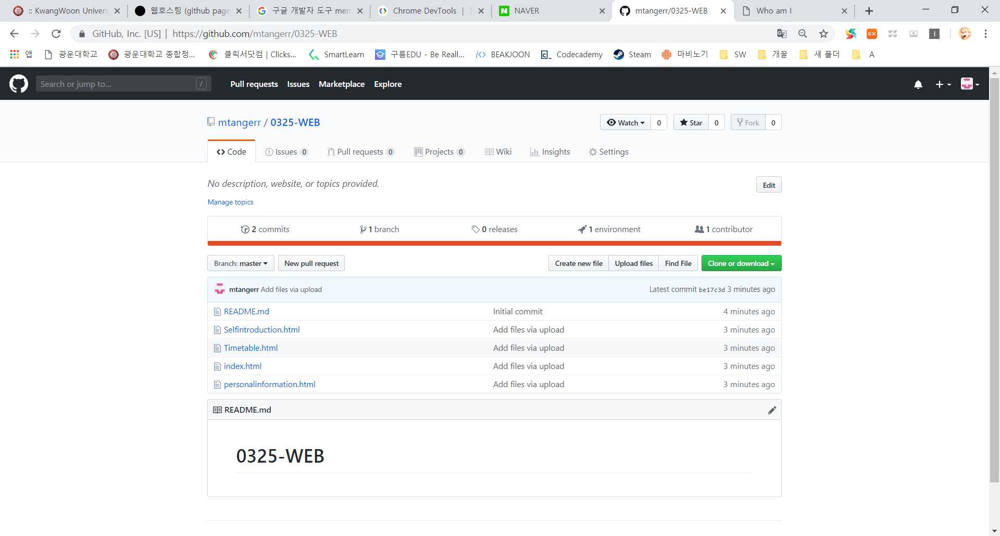 :: KwangWoon Univers
웹호스팅 (github page
구글 개발자 도구 mem
Chrome DevTools | T
NAVER
mtangerr/0325-WEB
Who am I
GitHub, Inc. [US] | https://github.com/mtangerr/0325-WEB
앱 광운대학교 광운대학교 종합정... 클릭서닷컴 | Clicks... SmartLearn 구름EDU - Be Reall... BEAKJOON Codecademy Steam 마비노기 SW 개꿀 새 폴더 A
Search or jump to... / Pull requests Issues Marketplace Explore
mtangerr / 0325-WEB Watch 0 Star 0 Fork 0
Code Issues 0 Pull requests 0 Projects 0 Wiki Insights Settings
No description, website, or topics provided. Edit
Manage topics
2 commits 1 branch 0 releases 1 environment 1 contributor
Branch: master New pull request Create new file Upload files Find File Clone or download
mtangerr Add files via upload Latest commit be17c3d 3 minutes ago
README.md Initial commit 4 minutes ago
Selfintroduction.html Add files via upload 3 minutes ago
Timetable.html Add files via upload 3 minutes ago
index.html Add files via upload 3 minutes ago
personalinformation.html Add files via upload 3 minutes ago
README.md
0325-WEB